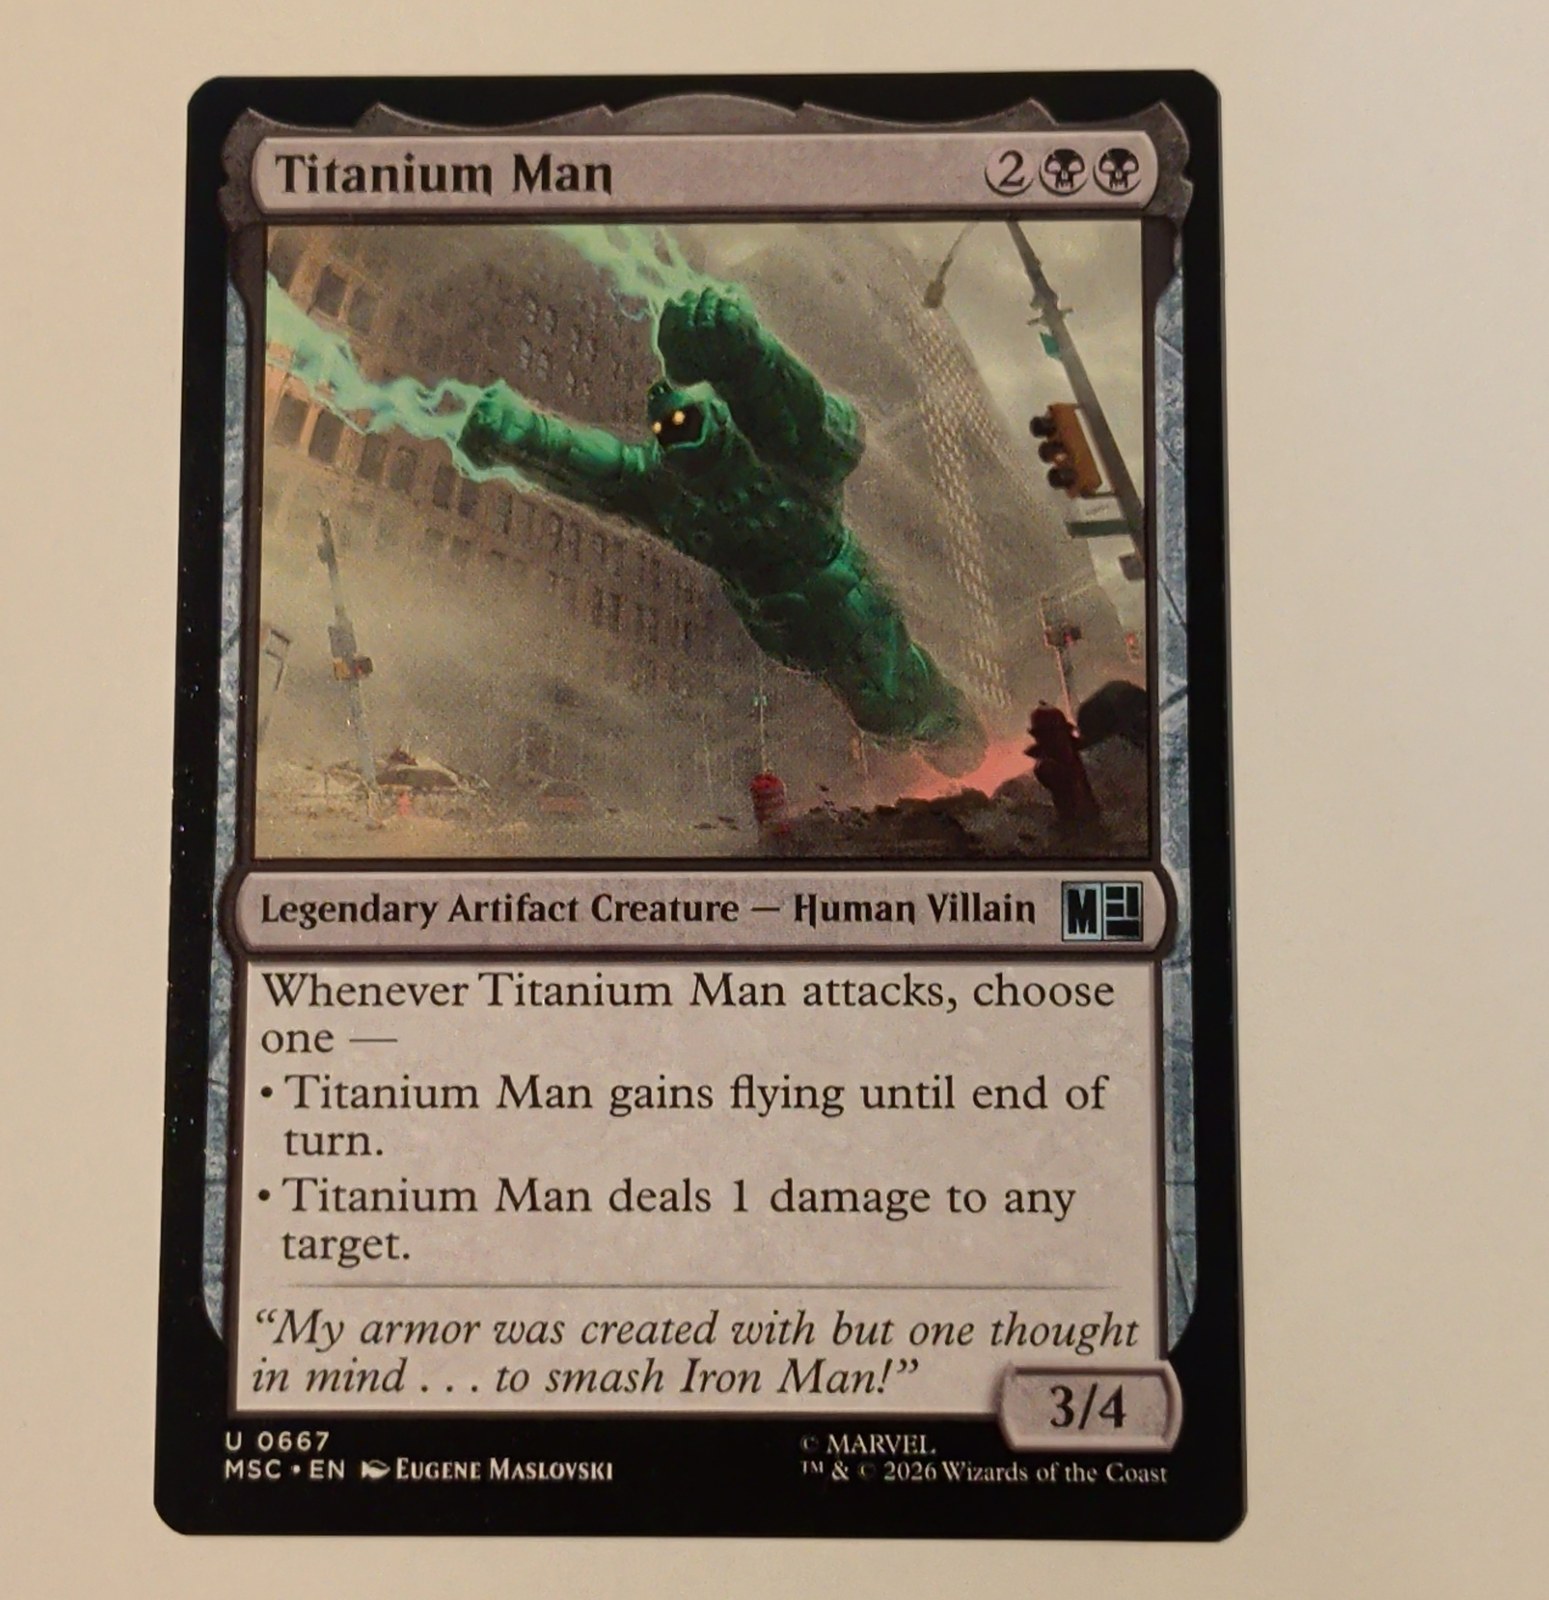 Titanium Man 2
Legendary Artifact Creature — Human Villain M
Whenever Titanium Man attacks, choose
one —
• Titanium Man gains flying until end of
turn.
• Titanium Man deals 1 damage to any
target.
“My armor was created with but one thought
in mind . . . to smash Iron Man!”
3/4
U 0667
MSC • EN EUGENE MASLOVSKI
© MARVEL
™ & © 2026 Wizards of the Coast